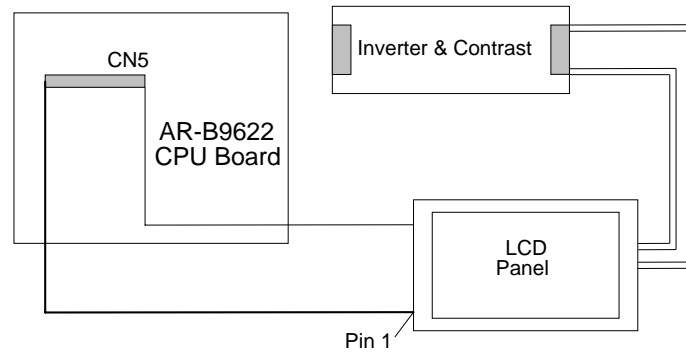 CN5
Inverter & Contrast
AR-B9622
CPU Board
LCD
Panel
Pin 1